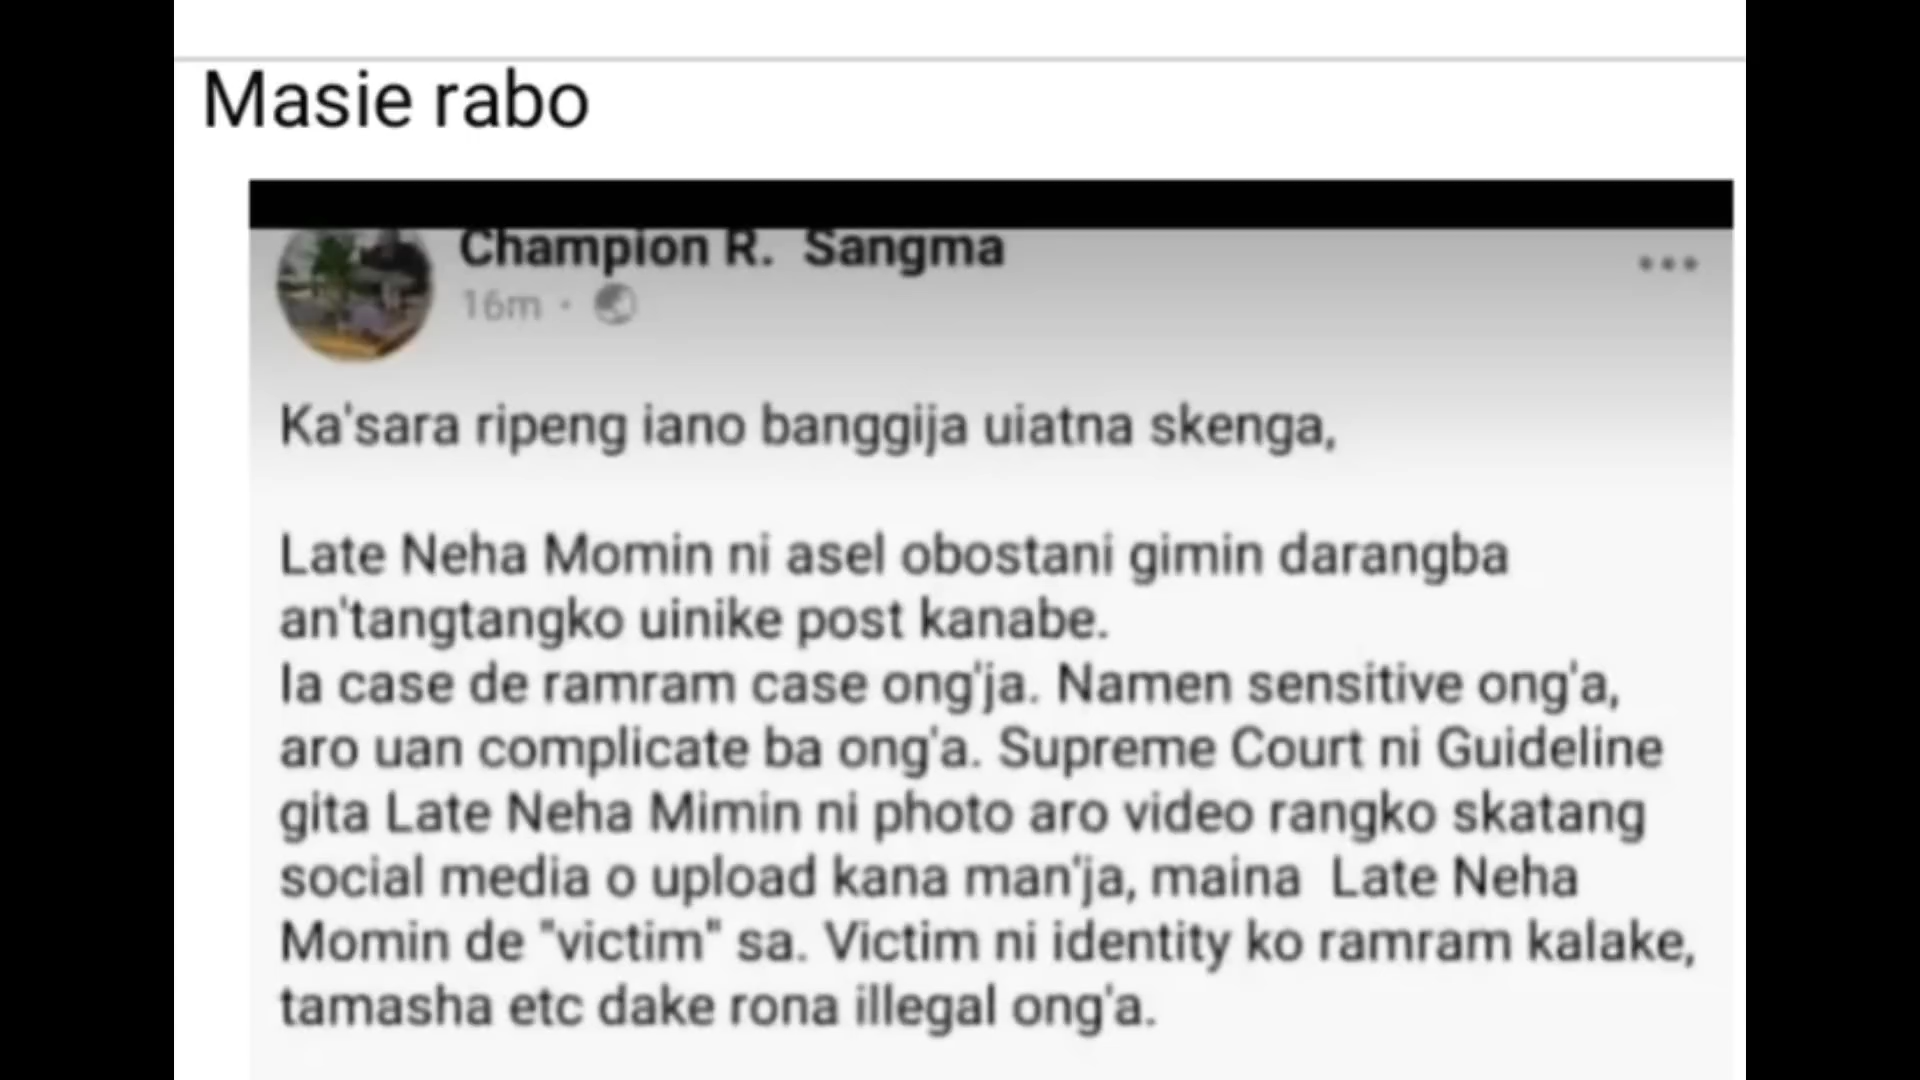 Masie rabo
Champion R. Sangma
16m ·
Ka'sara ripeng iano banggija uiatna skenga,
Late Neha Momin ni asel obostani gimin darangba
an'tangtangko uinike post kanabe.
Ia case de ramram case ong'ja. Namen sensitive ong'a,
aro uan complicate ba ong'a. Supreme Court ni Guideline
gita Late Neha Mimin ni photo aro video rangko skatang
social media o upload kana man'ja, maina Late Neha
Momin de "victim" sa. Victim ni identity ko ramram kalake,
tamasha etc dake rona illegal ong'a.